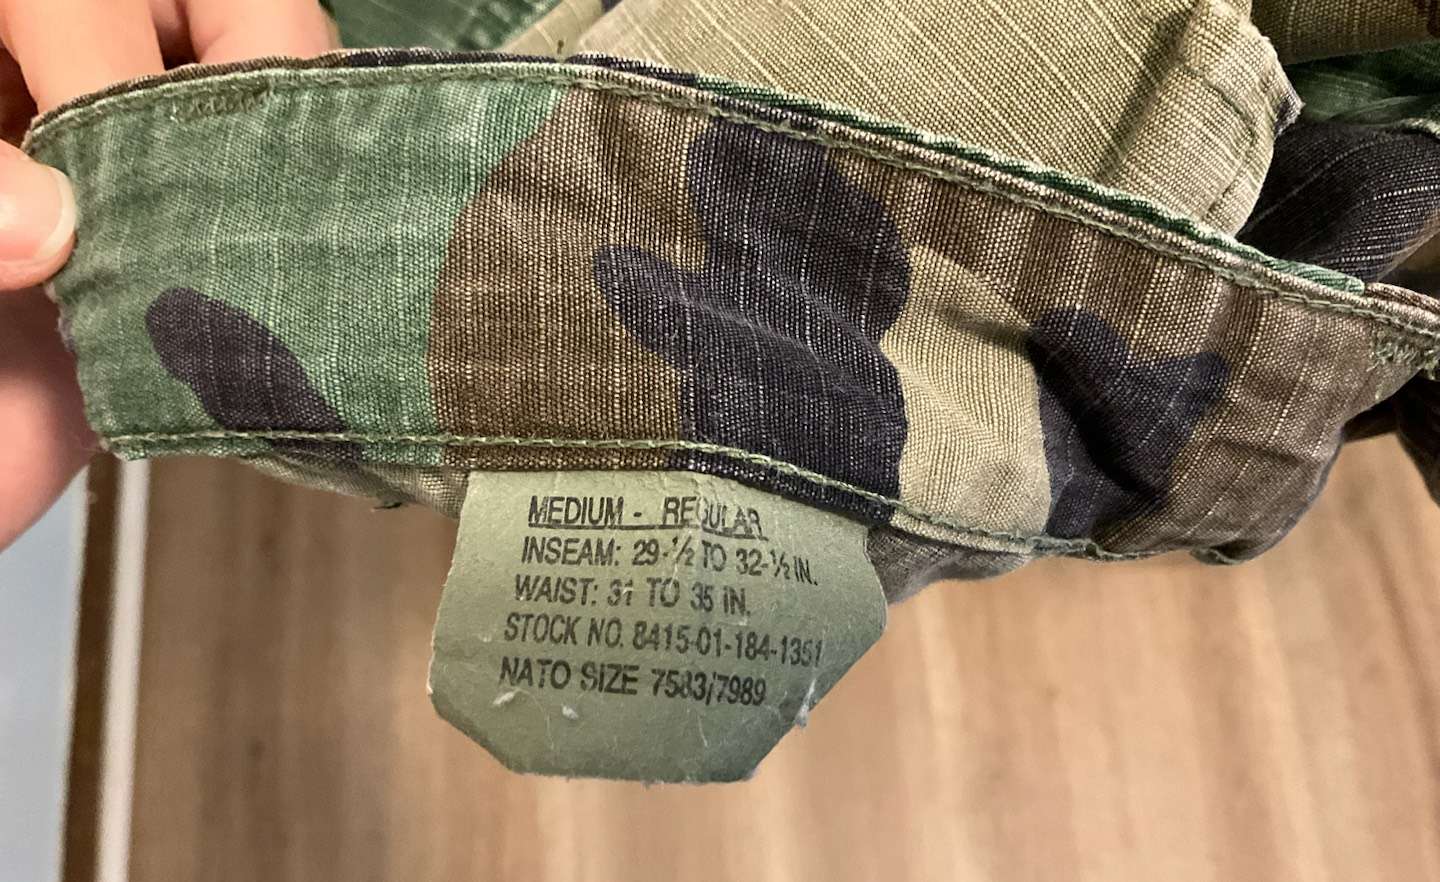 MEDIUM - REGULAR
INSEAM: 29-½ TO 32-½ IN.
WAIST: 31 TO 35 IN.
STOCK NO. 8415-01-184-1351
NATO SIZE 7583/7989